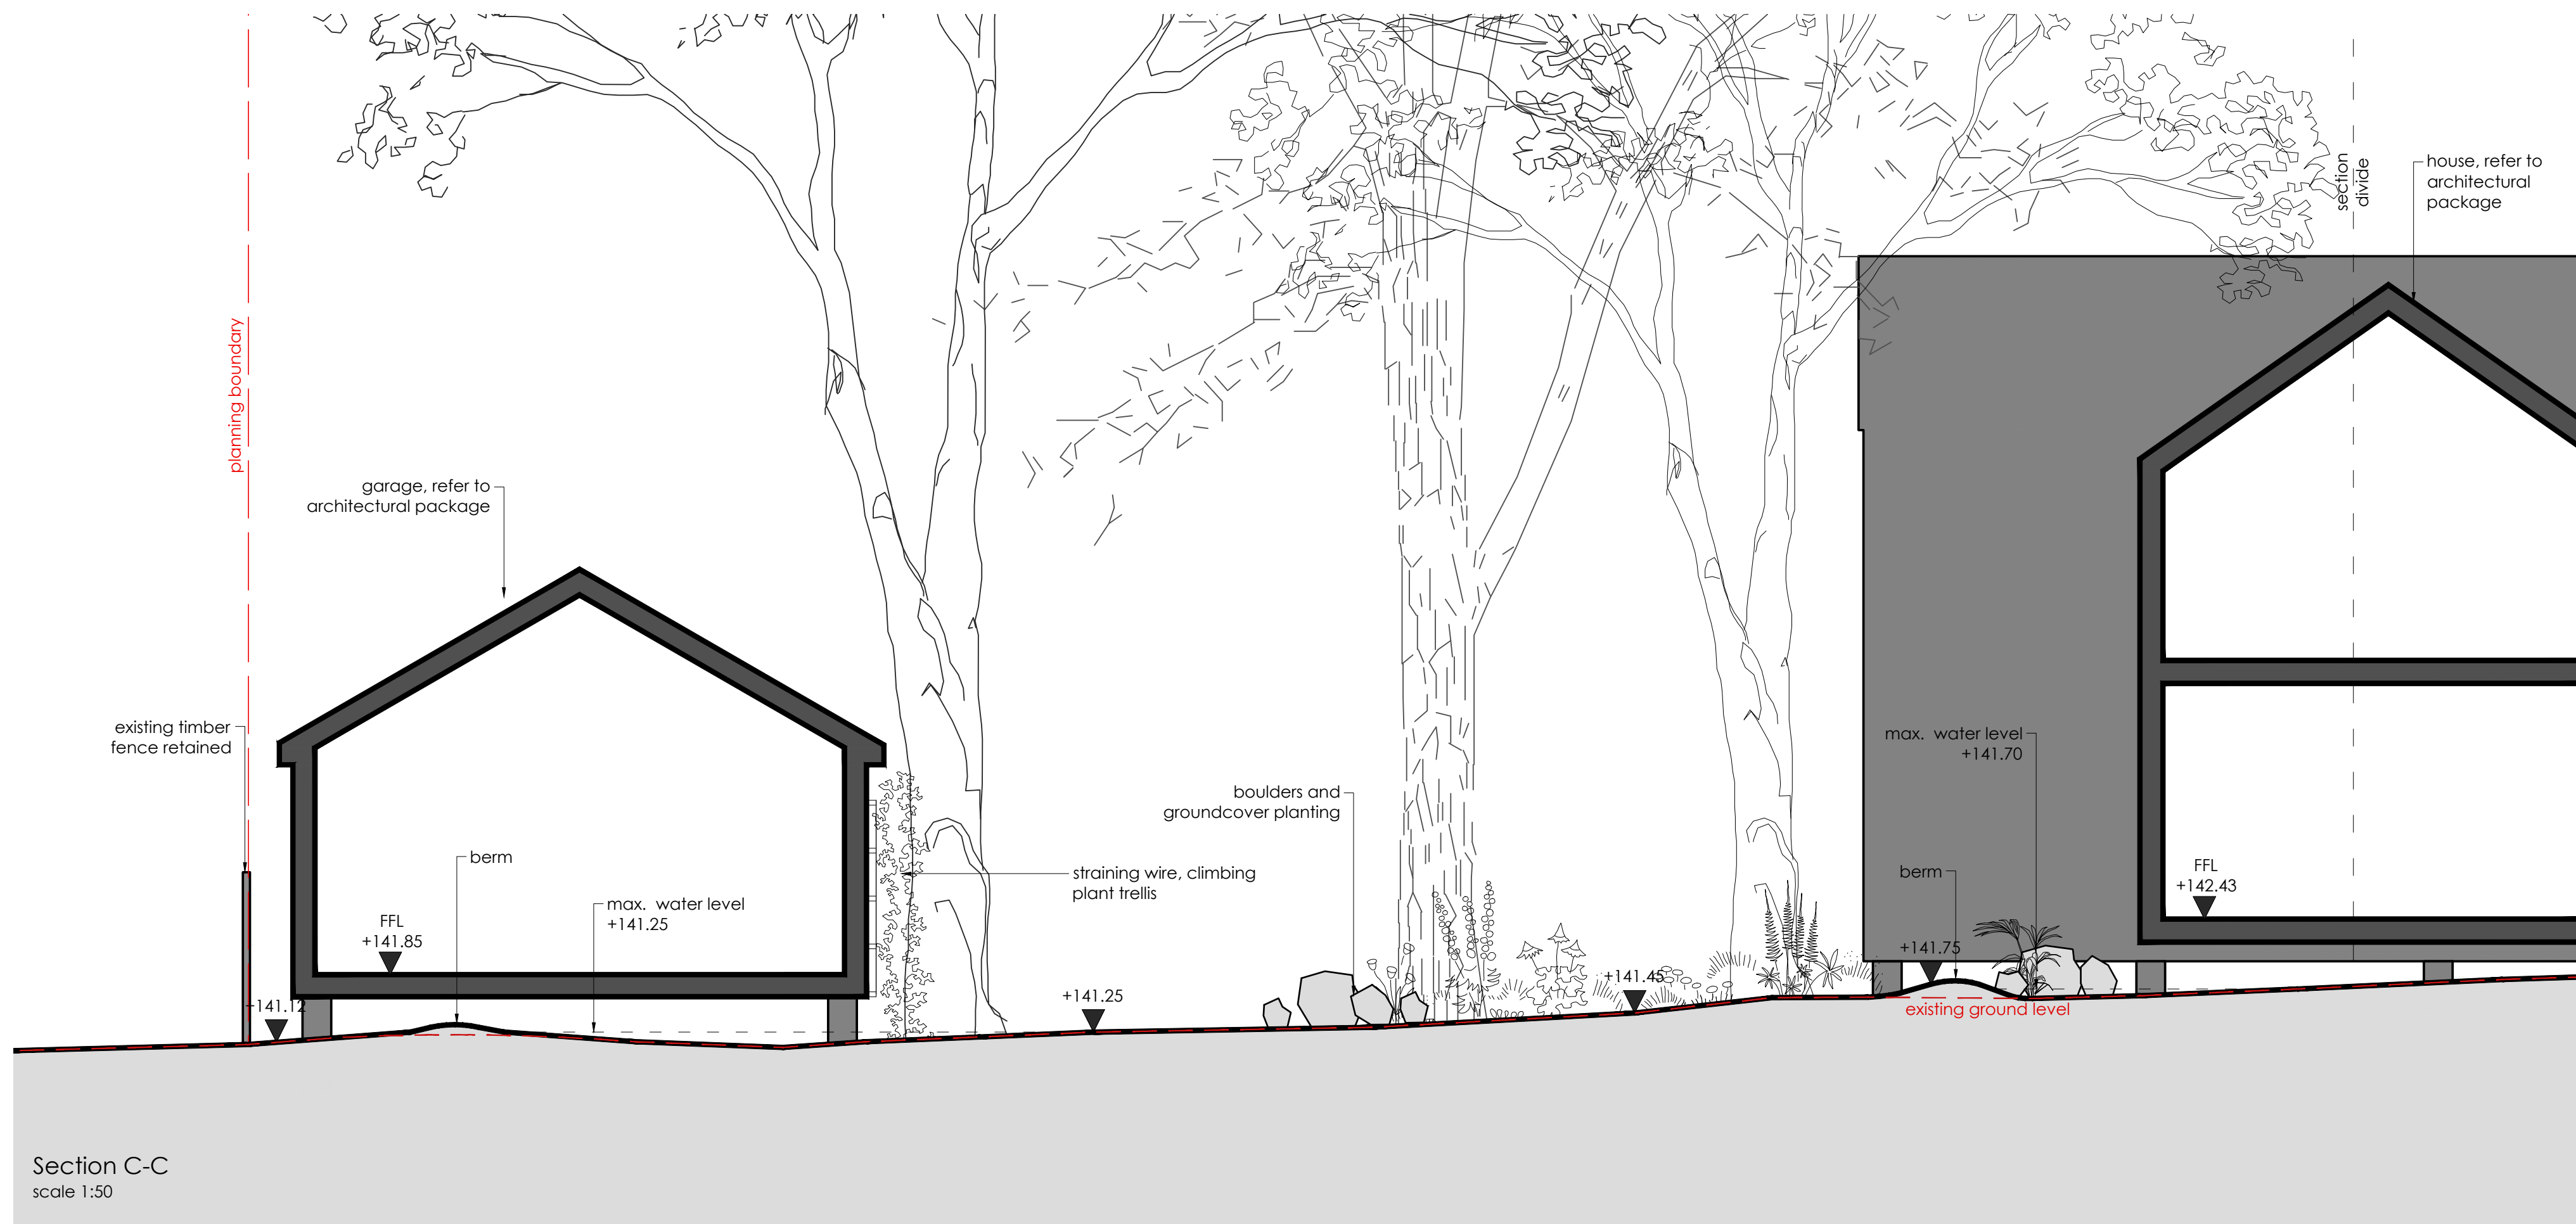 section
divide
house, refer to
architectural
package
planning boundary
garage, refer to
architectural package
existing timber
fence retained
max.  water level
+141.70
boulders and
groundcover planting
berm
straining wire, climbing
plant trellis
berm
FFL
+142.43
max.  water level
+141.25
FFL
+141.85
+141.75
+141.45
+141.25
+141.12
existing ground level
Section C-C
scale 1:50